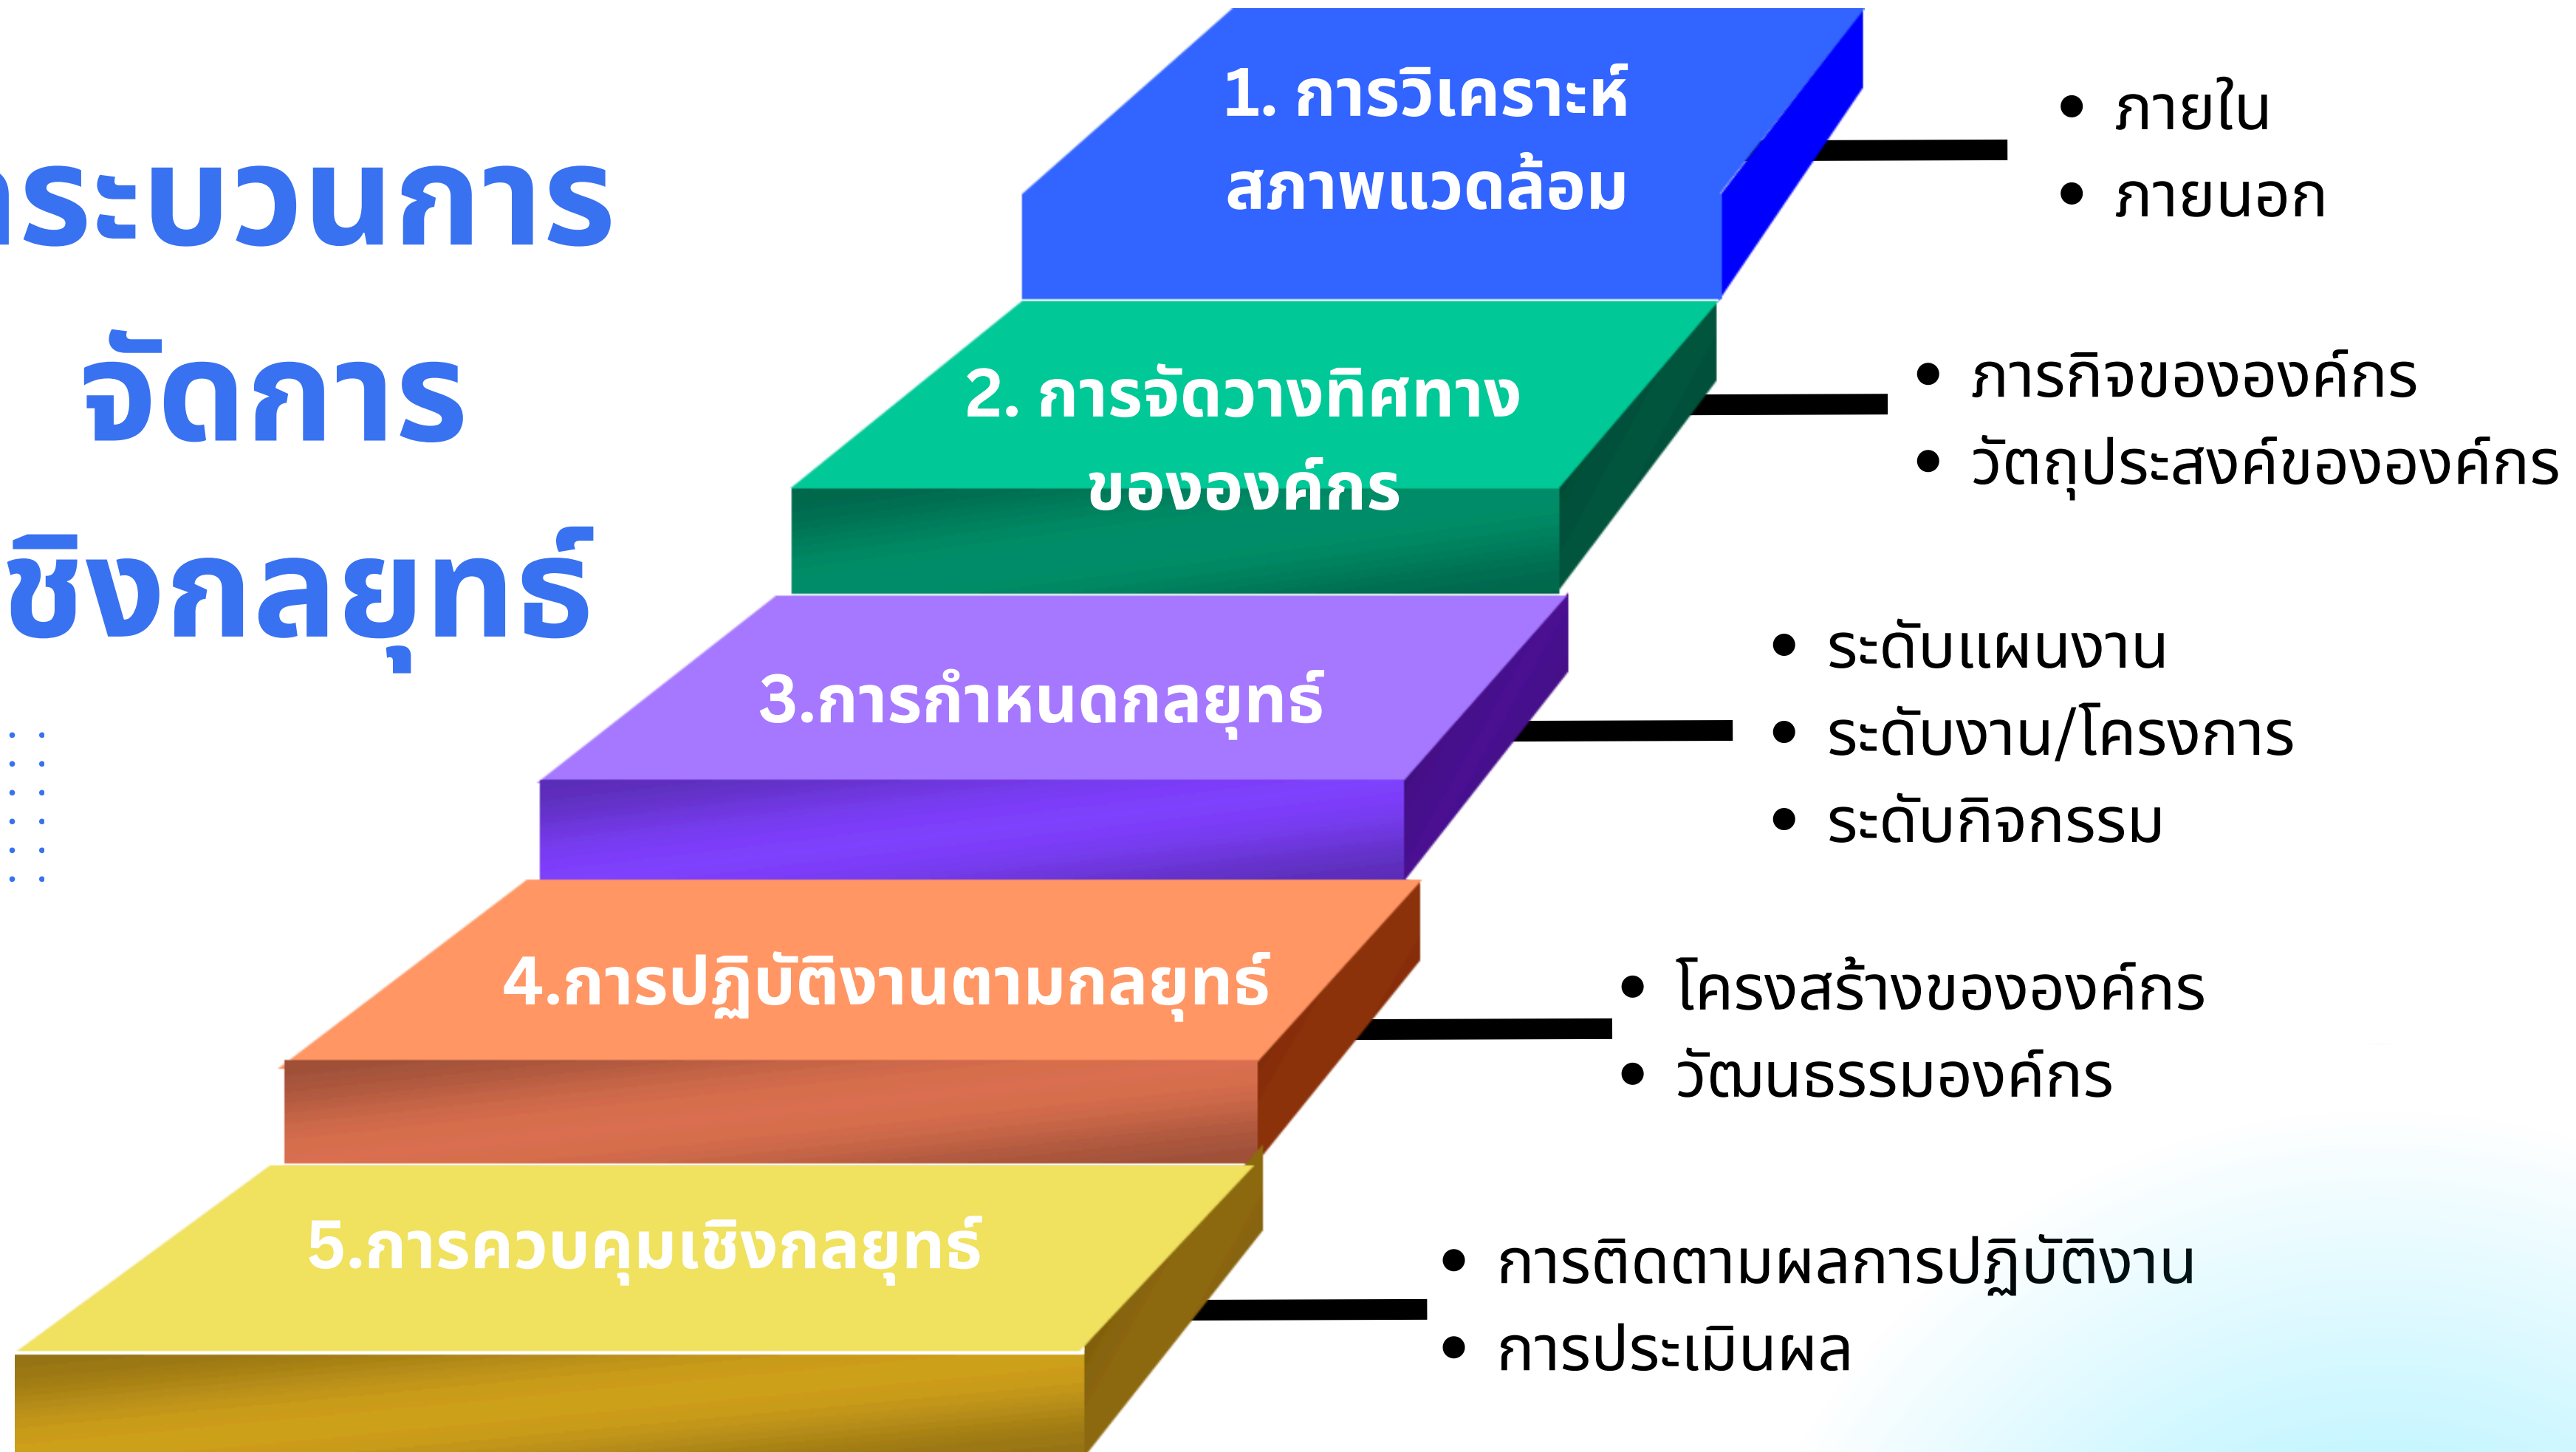 กระบวนการ
จัดการ
เชิงกลยุทธ์
1. การวิเคราะห์
สภาพแวดล้อม
• ภายใน
• ภายนอก
2. การจัดวางทิศทาง
ขององค์กร
• ภารกิจขององค์กร
• วัตถุประสงค์ขององค์กร
3.การกำหนดกลยุทธ์
• ระดับแผนงาน
• ระดับงาน/โครงการ
• ระดับกิจกรรม
4.การปฏิบัติงานตามกลยุทธ์
• โครงสร้างขององค์กร
• วัฒนธรรมองค์กร
5.การควบคุมเชิงกลยุทธ์
• การติดตามผลการปฏิบัติงาน
• การประเมินผล